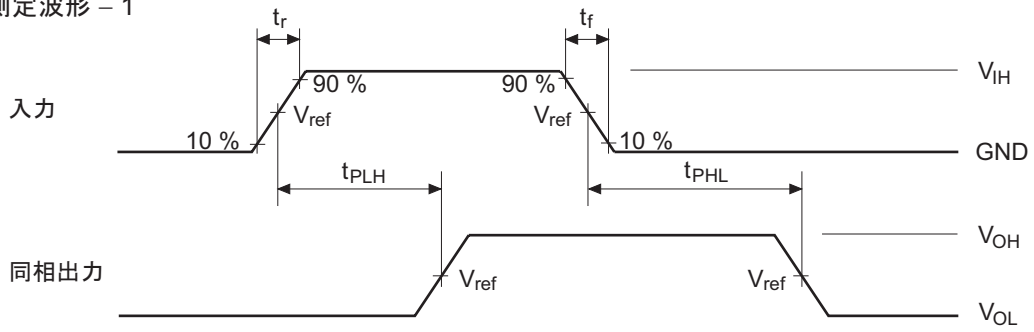 測定波形 – 1
tr tf
90 % 90 % VIH
入力 Vref Vref
10 % 10 % GND
tPLH tPHL
VOH
同相出力 Vref Vref
VOL